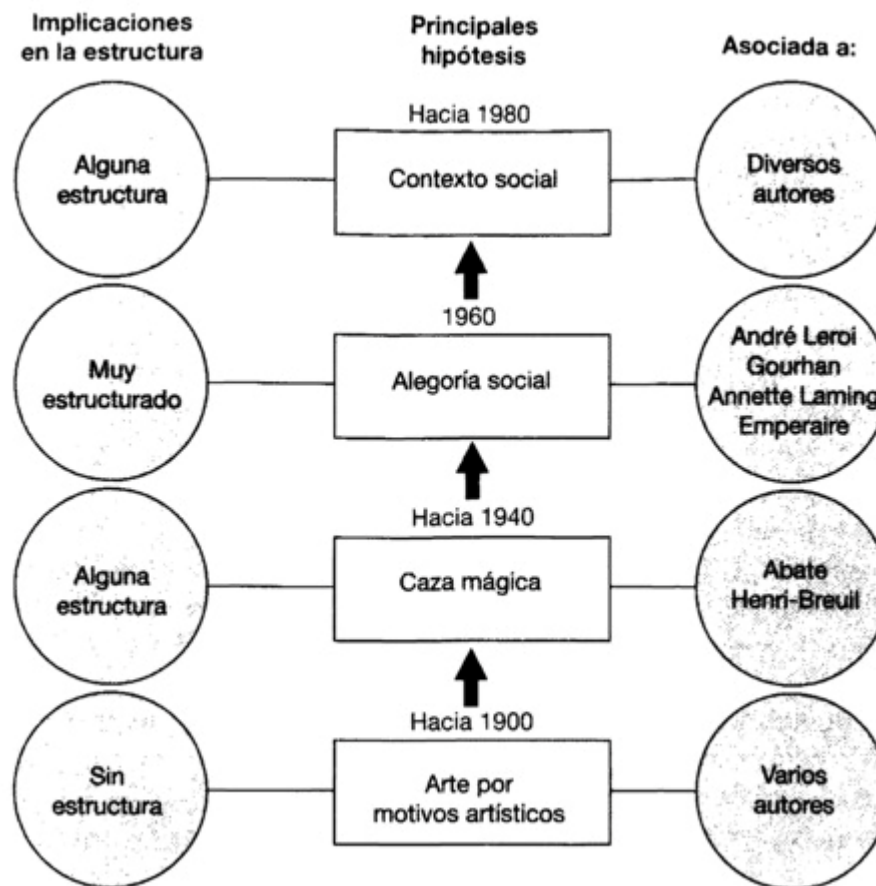 Implicaciones
en la estructura
Principales
hipótesis
Asociada a:
Hacia 1980
Alguna
estructura
Contexto social
Diversos
autores
1960
Muy
estructurado
Alegoría social
André Leroi
Gourhan
Annette Laming
Emperaire
Hacia 1940
Alguna
estructura
Caza mágica
Abate
Henri-Breuil
Hacia 1900
Sin
estructura
Arte por
motivos artísticos
Varios
autores